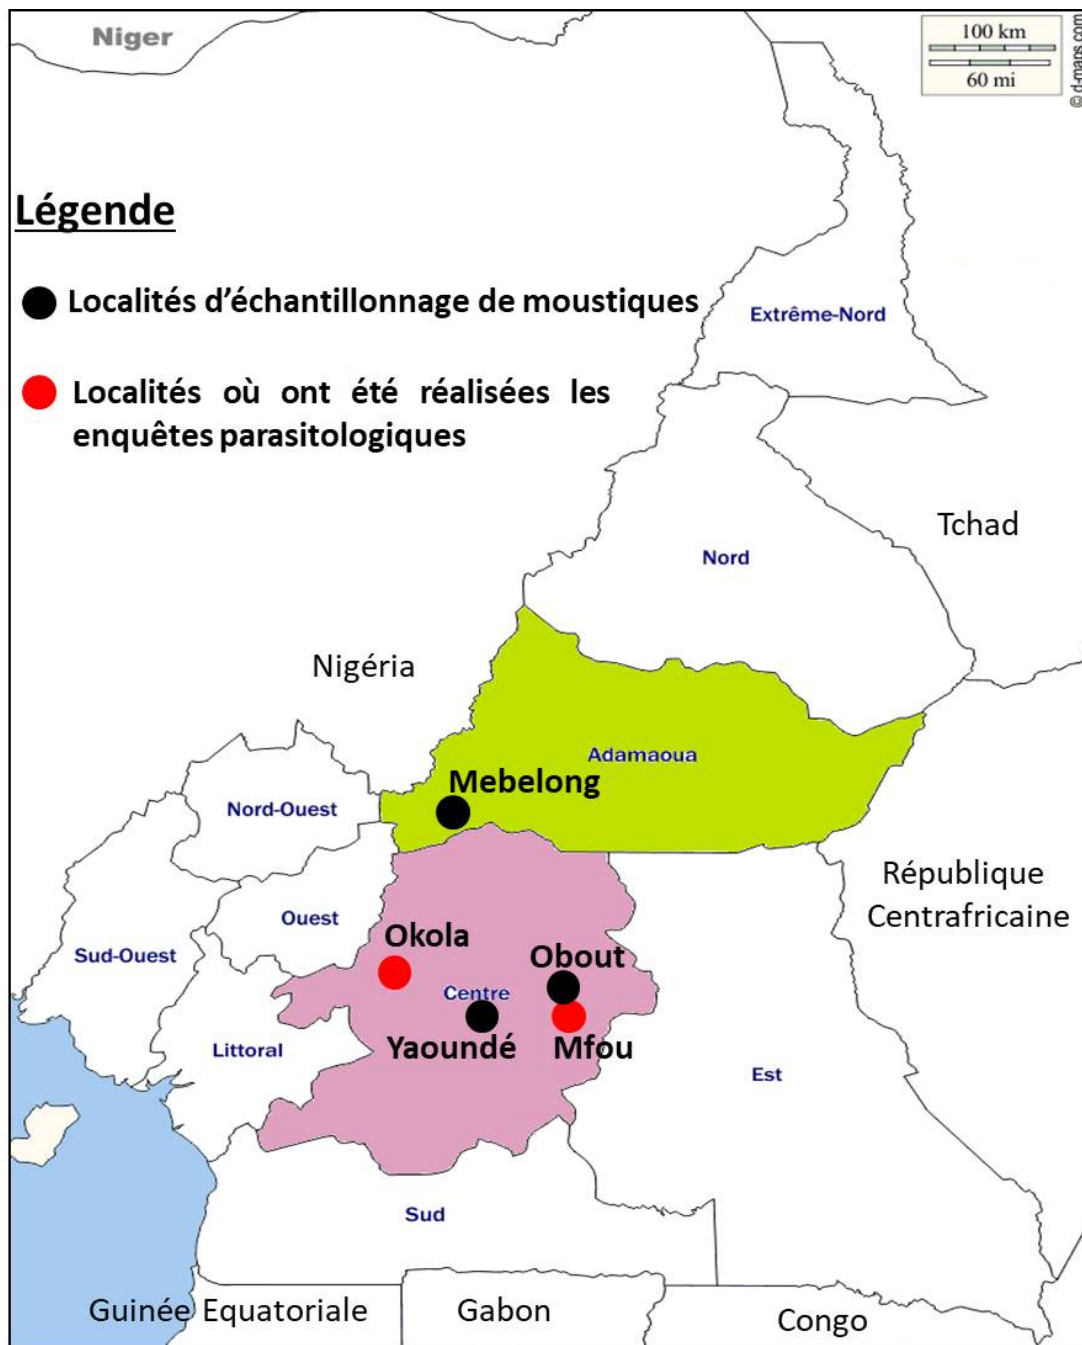 Niger
100 km
60 mi
© d-maps.com
Légende
Localités d’échantillonnage de moustiques
Localités où ont été réalisées les
enquêtes parasitologiques
Extrême-Nord
Tchad
Nord
Nigéria
Adamaoua
Mebelong
Nord-Ouest
République
Centrafricaine
Ouest
Okola
Obout
Sud-Ouest
Centre
Yaoundé
Mfou
Littoral
Est
Sud
Guinée Equatoriale
Gabon
Congo